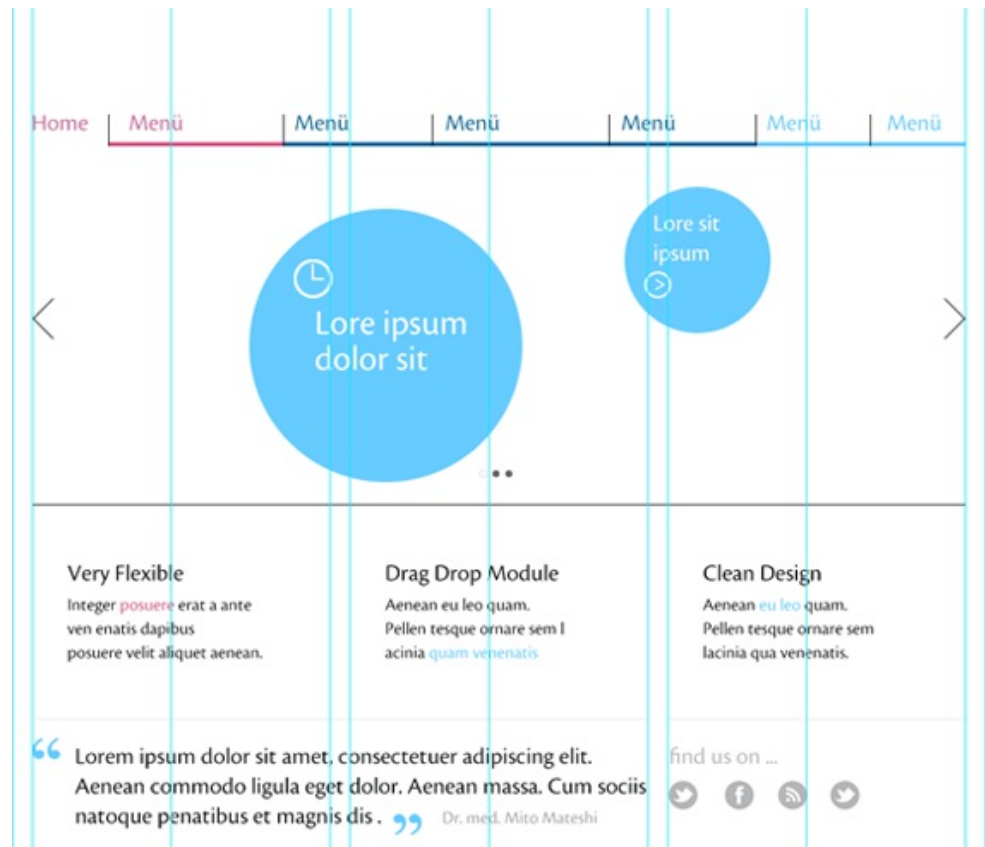 Home Menü Menü Menü Menü Menü Menü
Lore sit
ipsum
Lore ipsum
dolor sit
Very Flexible
Integer posuere erat a ante
ven enatis dapibus
posuere velit aliquet aenean.
Drag Drop Module
Aenean eu leo quam.
Pellen tesque ornare sem l
acinia quam venenatis
Clean Design
Aenean eu leo quam.
Pellen tesque ornare sem
lacinia qua venenatis.
“ Lorem ipsum dolor sit amet, consectetuer adipiscing elit.
Aenean commodo ligula eget dolor. Aenean massa. Cum sociis
natoque penatibus et magnis dis . ” Dr. med. Mito Mateshi
find us on ...